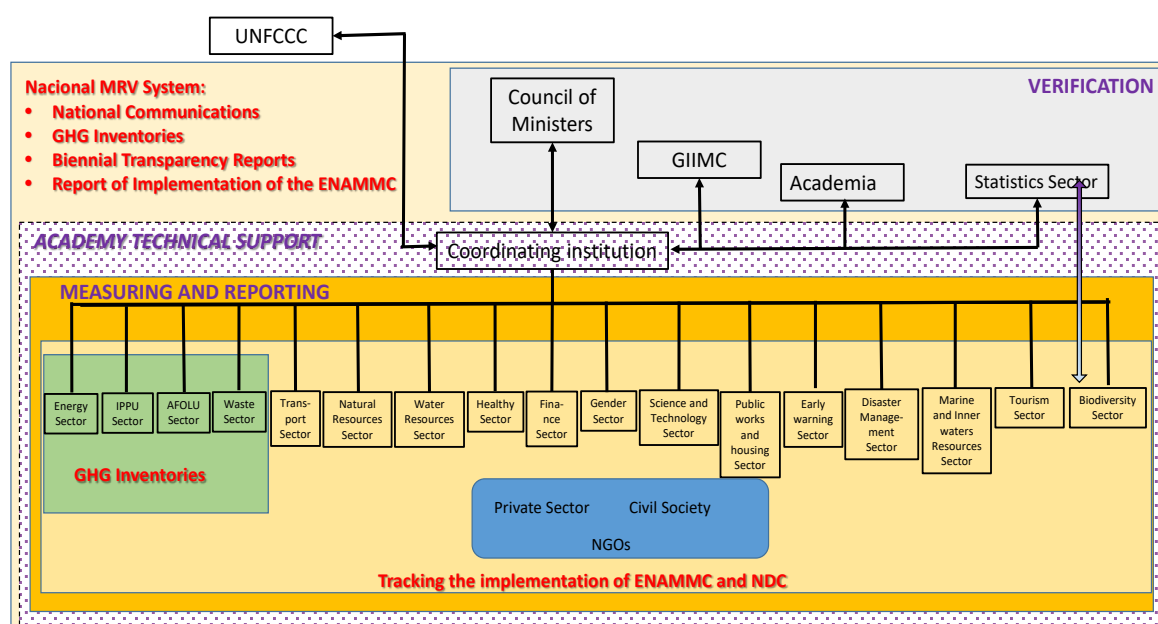 UNFCCC
Nacional MRV System:
• National Communications
• GHG Inventories
• Biennial Transparency Reports
• Report of Implementation of the ENAMMC
VERIFICATION
Council of
Ministers
GIIMC
Academia
Statistics Sector
ACADEMY TECHNICAL SUPPORT
Coordinating institution
MEASURING AND REPORTING
Energy
Sector
IPPU
Sector
AFOLU
Sector
Waste
Sector
Trans-
port
Sector
Natural
Resources
Sector
Water
Resources
Sector
Healthy
Sector
Fina-
nce
Sector
Gender
Sector
Science and
Technology
Sector
Public
works
and
housing
Sector
Early
warning
Sector
Disaster
Manage-
ment
Sector
Marine
and Inner
waters
Resources
Sector
Tourism
Sector
Biodiversity
Sector
GHG Inventories
Private Sector
Civil Society
NGOs
Tracking the implementation of ENAMMC and NDC